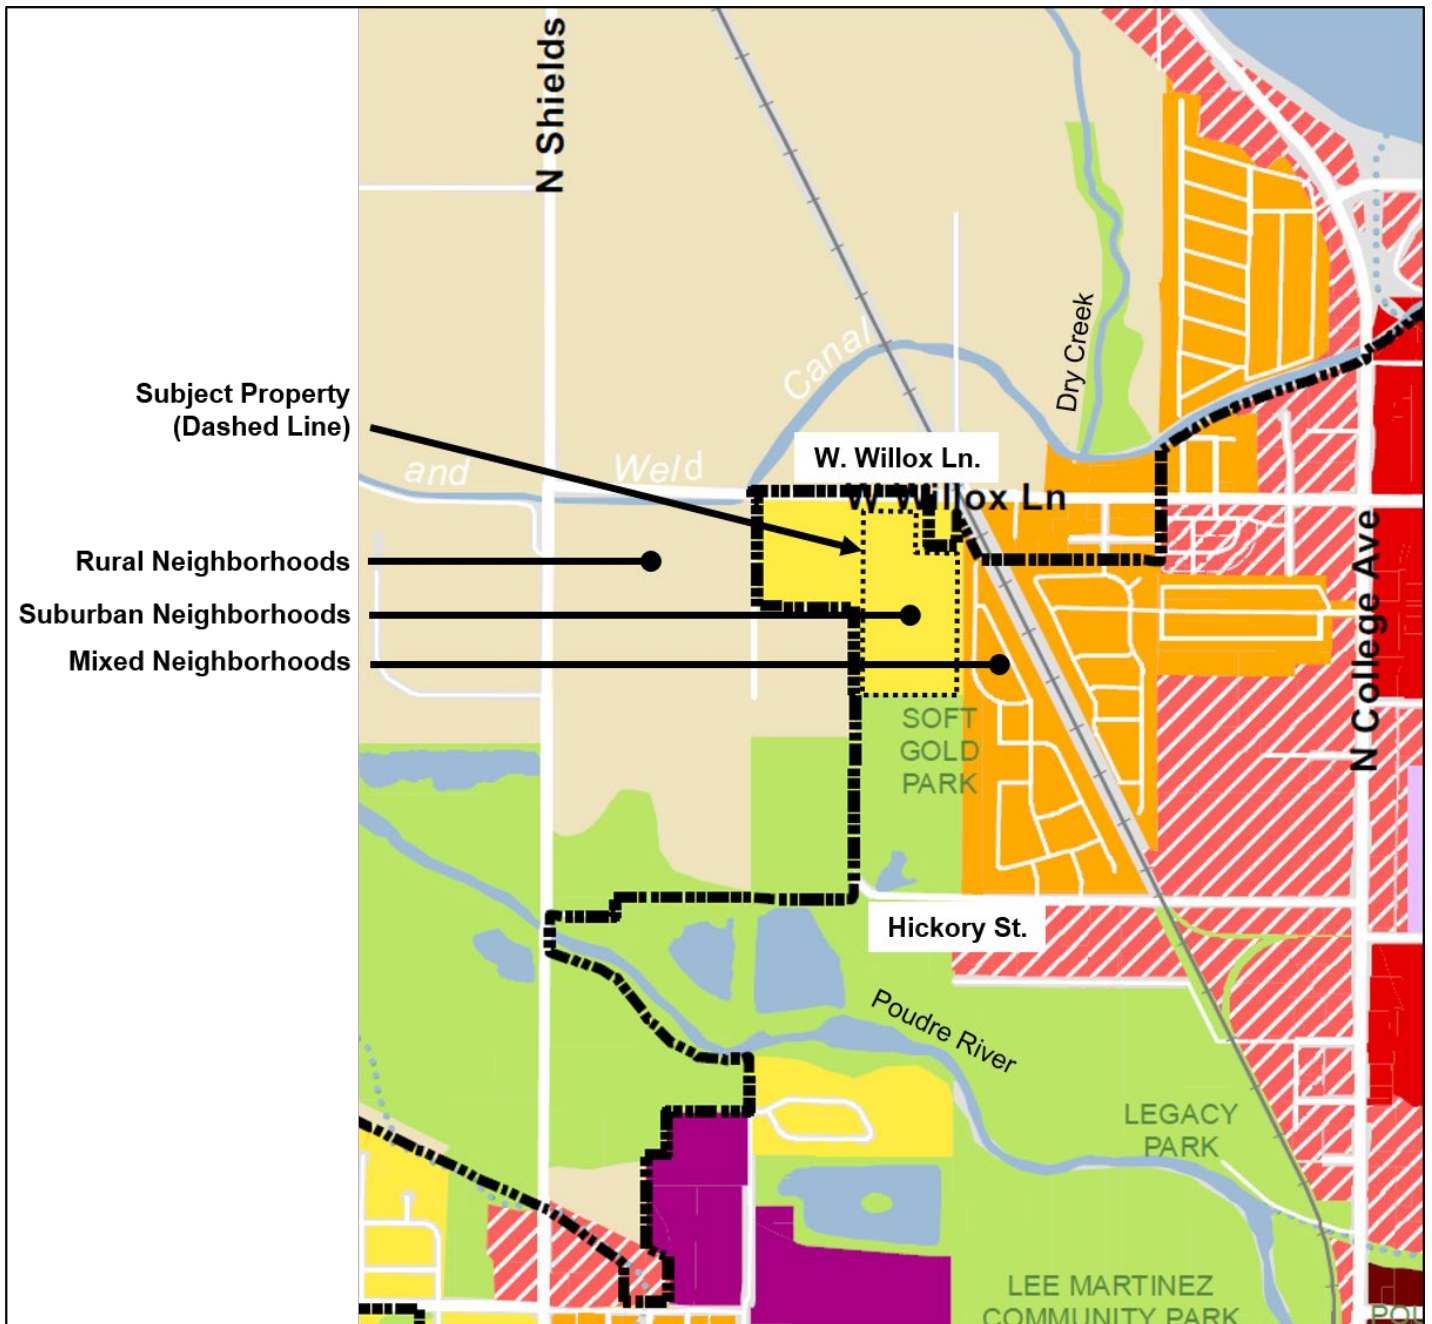 N Shields
Dry Creek
Canal
Subject Property
(Dashed Line)
and
Weld
W. Willox Ln.
W Willox Ln
N College Ave
Rural Neighborhoods
Suburban Neighborhoods
Mixed Neighborhoods
SOFT
GOLD
PARK
Hickory St.
Poudre River
LEGACY
PARK
LEE MARTINEZ
COMMUNITY PARK
POU